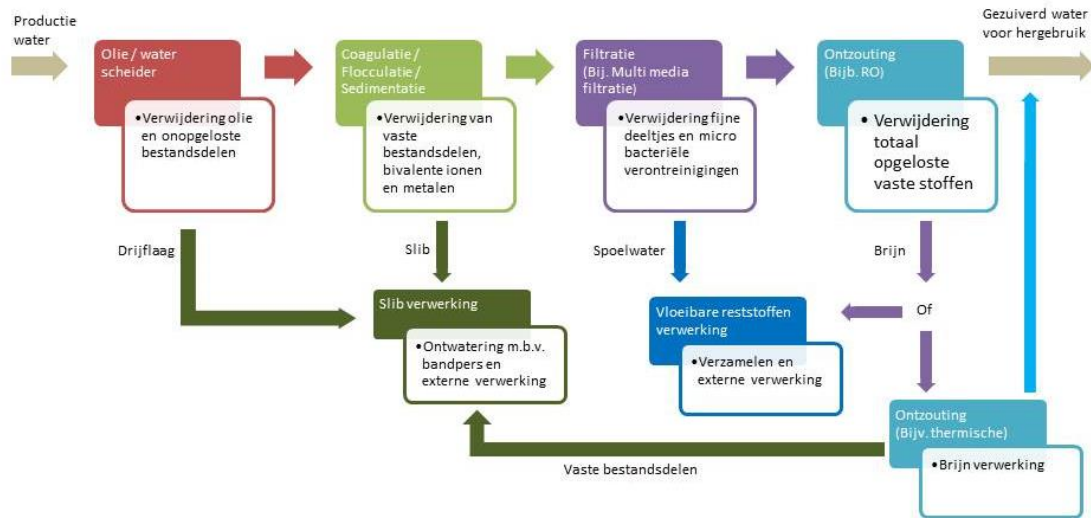 Productie
water
Olie / water
scheider
•Verwijdering olie
en onopgeloste
bestandsdelen
Coagulatie /
Flocculatie /
Sedimentatie
•Verwijdering van
vaste
bestandsdelen,
bivalente ionen
en metalen
Filtratie
(Bij. Multi media
filtratie)
•Verwijdering fijne
deeltjes en micro
bacteriële
verontreinigingen
Ontzouting
(Bijb. RO)
• Verwijdering
totaal
opgeloste
vaste stoffen
Gezuiverd water
voor hergebruik
Drijflaag
Slib
Spoelwater
Brijn
Slib verwerking
•Ontwatering m.b.v.
bandpers en
externe verwerking
Vloeibare reststoffen
verwerking
•Verzamelen en
externe verwerking
Of
Ontzouting
(Bijv. thermische)
•Brijn verwerking
Vaste bestandsdelen